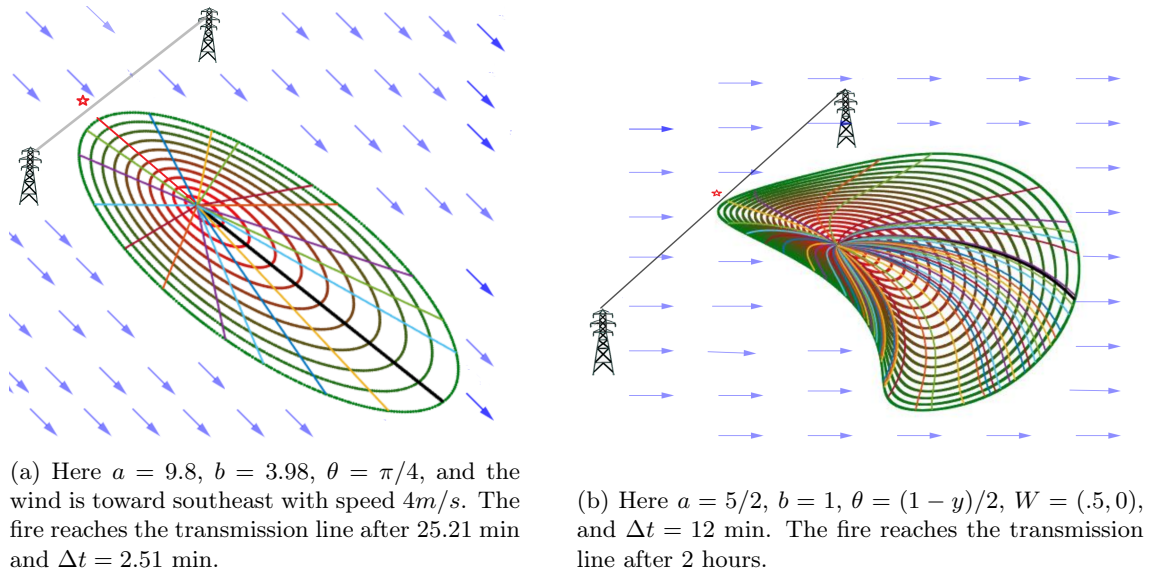 (a) Here a = 9.8, b = 3.98, θ = π/4, and the
wind is toward southeast with speed 4m/s. The
fire reaches the transmission line after 25.21 min
and Δt = 2.51 min.
(b) Here a = 5/2, b = 1, θ = (1 − y)/2, W = (.5, 0),
and Δt = 12 min. The fire reaches the transmission
line after 2 hours.